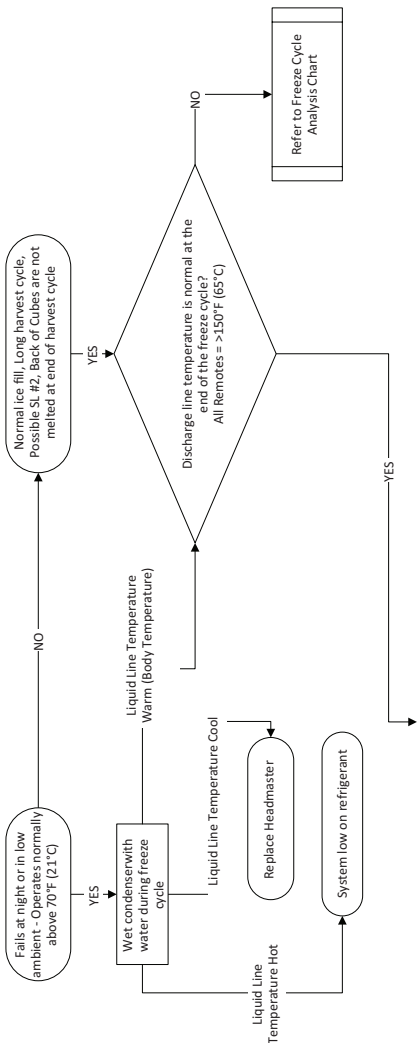 Fails at night or in low
ambient - Operates normally
above 70°F (21°C)
NO
Normal ice fill, Long harvest cycle,
Possible SL #2, Back of Cubes are not
melted at end of harvest cycle
YES
YES
Wet condenserwith
water during freeze
cycle
Liquid Line Temperature
Warm (Body Temperature)
Discharge line temperature is normal at the
end of the freeze cycle?
All Remotes = >150°F (65°C)
NO
Refer to Freeze Cycle
Analysis Chart
Liquid Line Temperature Cool
Replace Headmaster
Liquid Line
Temperature Hot
System low on refrigerant
YES